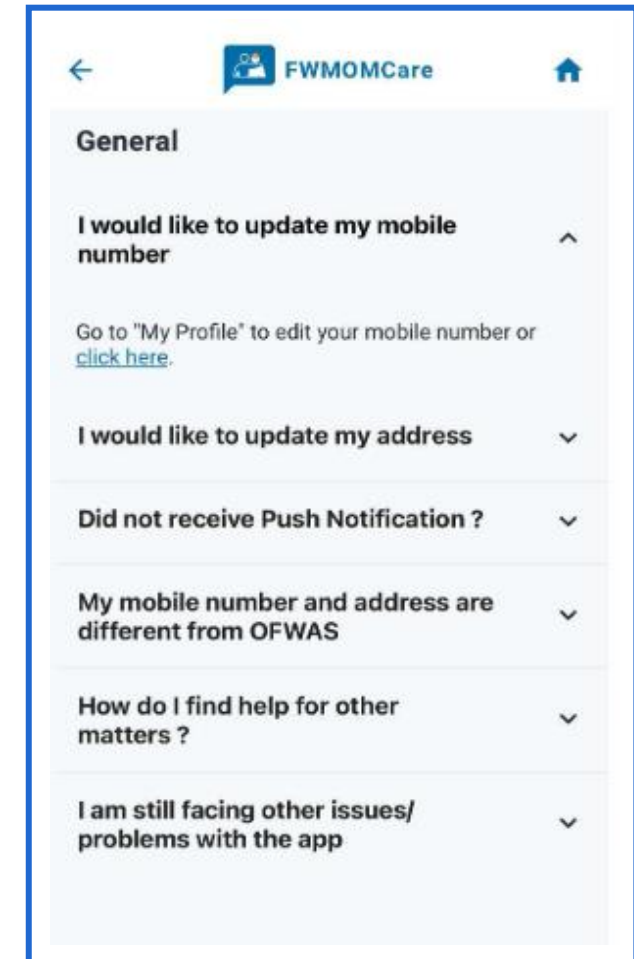 FWMOMCare
General
I would like to update my mobile
number
Go to "My Profile" to edit your mobile number or
click here.
I would like to update my address
Did not receive Push Notification ?
My mobile number and address are
different from OFWAS
How do I find help for other
matters ?
I am still facing other issues/
problems with the app